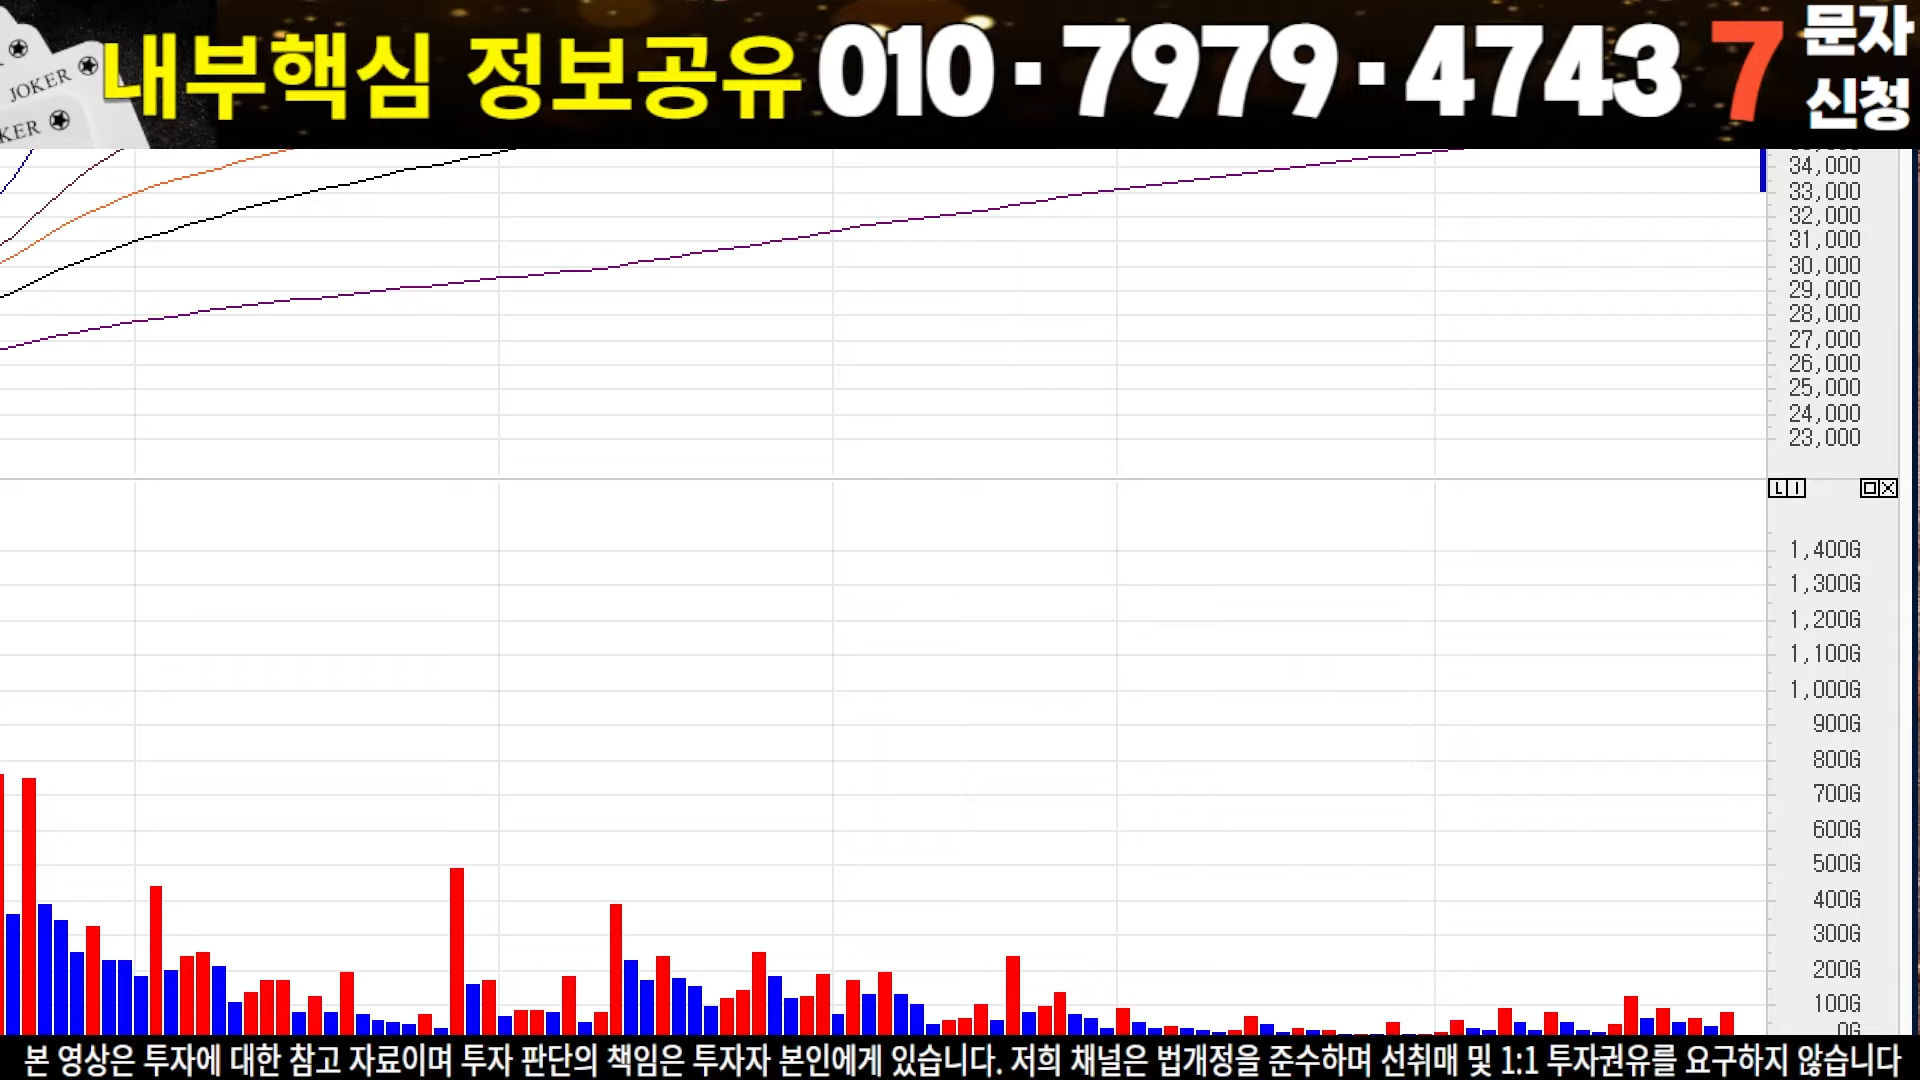 JOKER
KER
내부핵심 정보공유 010·7979·4743 7 문자
신청
34,000
33,000
32,000
31,000
30,000
29,000
28,000
27,000
26,000
25,000
24,000
23,000
L I
1,400G
1,300G
1,200G
1,100G
1,000G
900G
800G
700G
600G
500G
400G
300G
200G
100G
0G
본 영상은 투자에 대한 참고 자료이며 투자 판단의 책임은 투자자 본인에게 있습니다. 저희 채널은 법개정을 준수하며 선취매 및 1:1 투자권유를 요구하지 않습니다